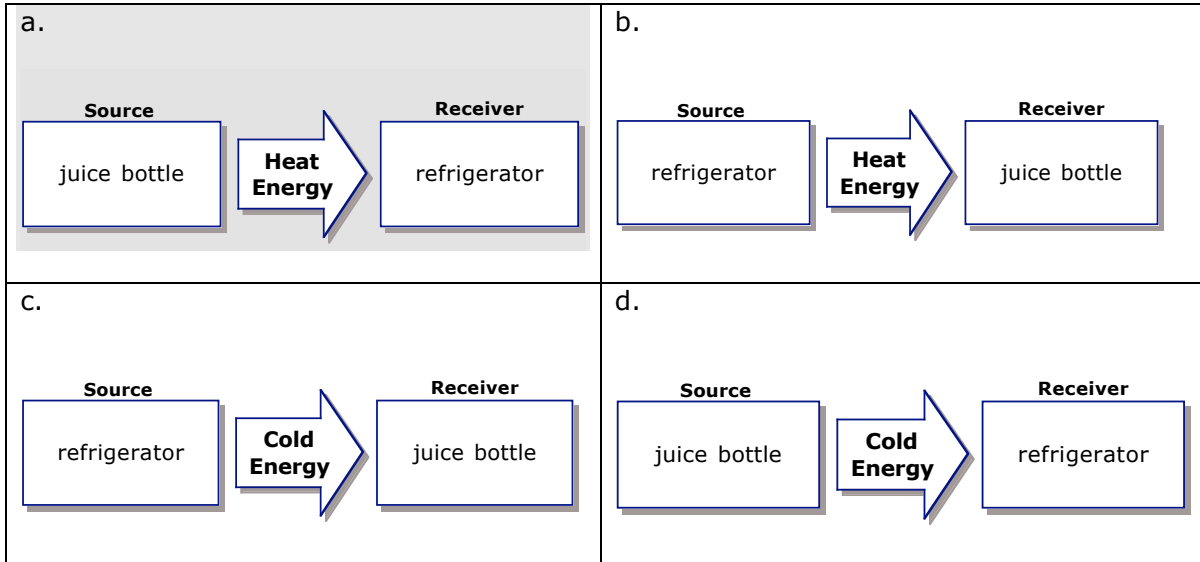 a.
Source
Receiver
juice bottle
Heat
Energy
refrigerator
b.
Source
Receiver
refrigerator
Heat
Energy
juice bottle
c.
Source
Receiver
refrigerator
Cold
Energy
juice bottle
d.
Source
Receiver
juice bottle
Cold
Energy
refrigerator